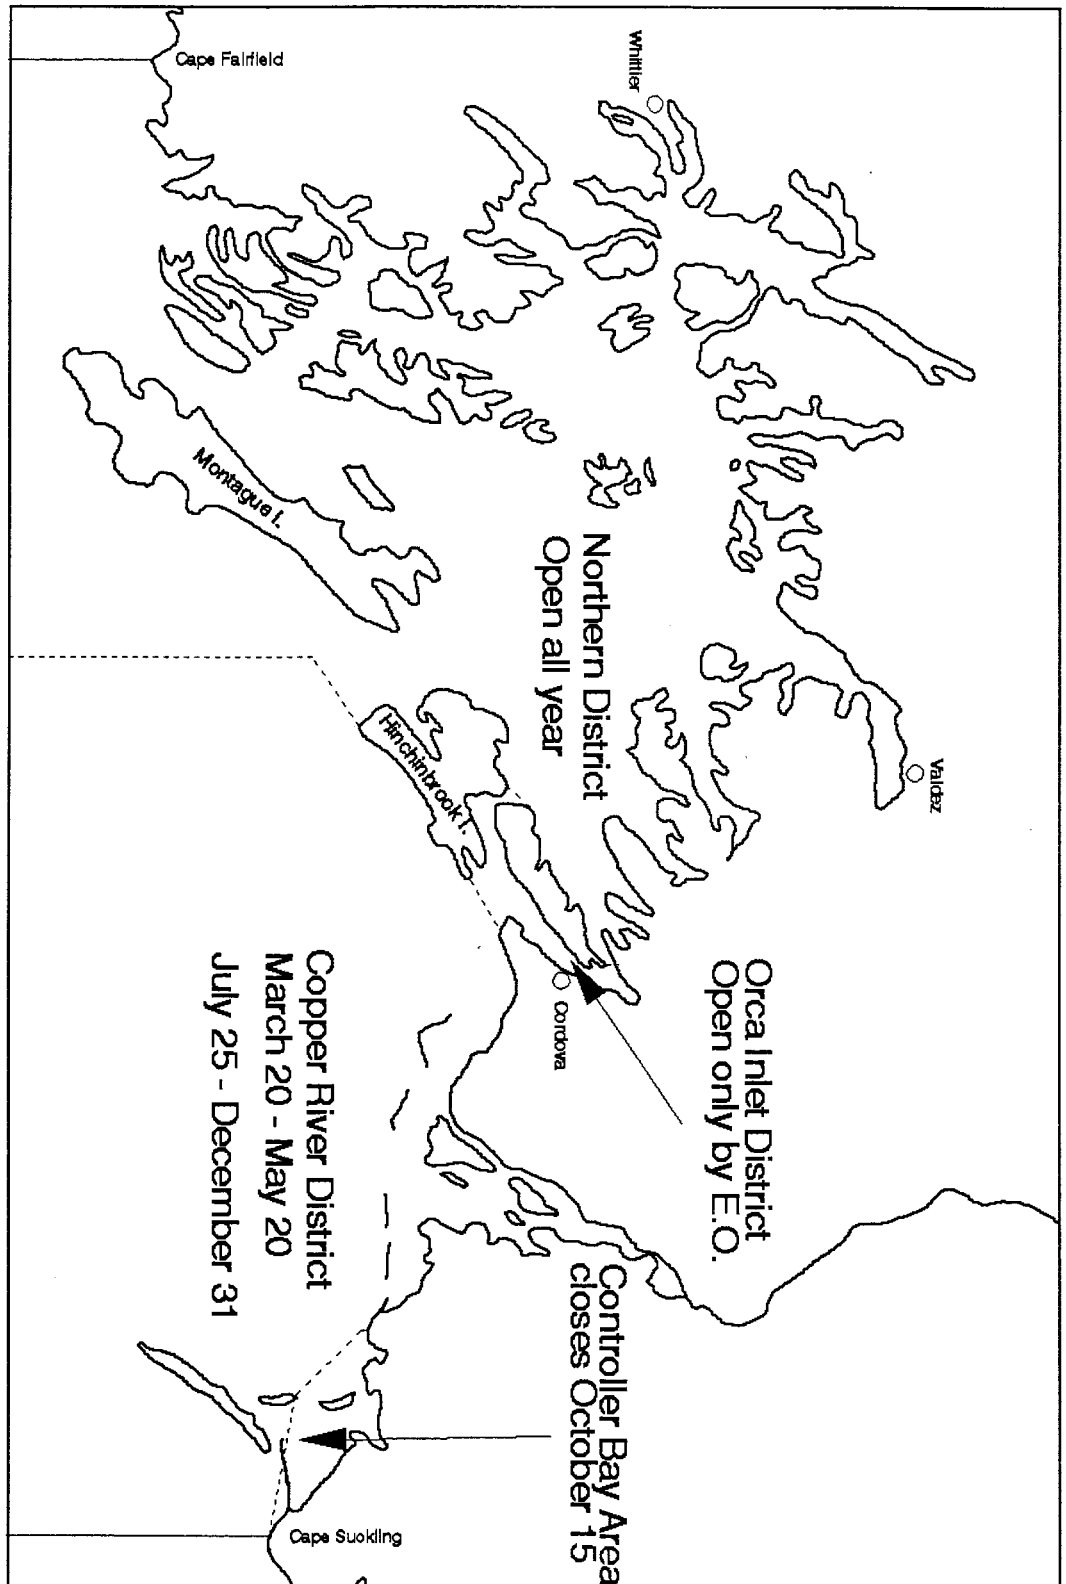 Valdez
Whittier
Orca Inlet District
Open only by E.O.
Northern District
Open all year
Cordova
Controller Bay Area
closes October 15
Hinchinbrook I.
Montague I.
Copper River District
March 20 - May 20
July 25 - December 31
Cape Fairfield
Cape Suckling